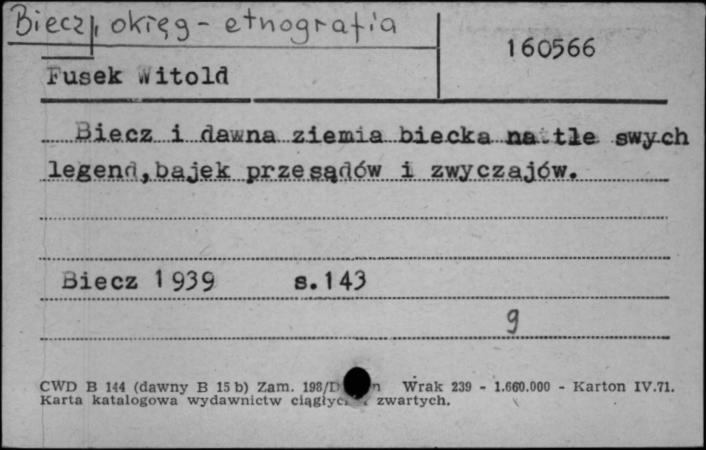 Biecz, okręg - etnografia
160566
Fusek Witold
Biecz i dawna ziemia biecka na tle swych
legend, bajek przesądów i zwyczajów.
Biecz 1939 s.143
9
CWD B 144 (dawny B 15 b) Zam. 198/D Wrak 239 - 1.660.000 - Karton IV.71.
Karta katalogowa wydawnictw zwartych.